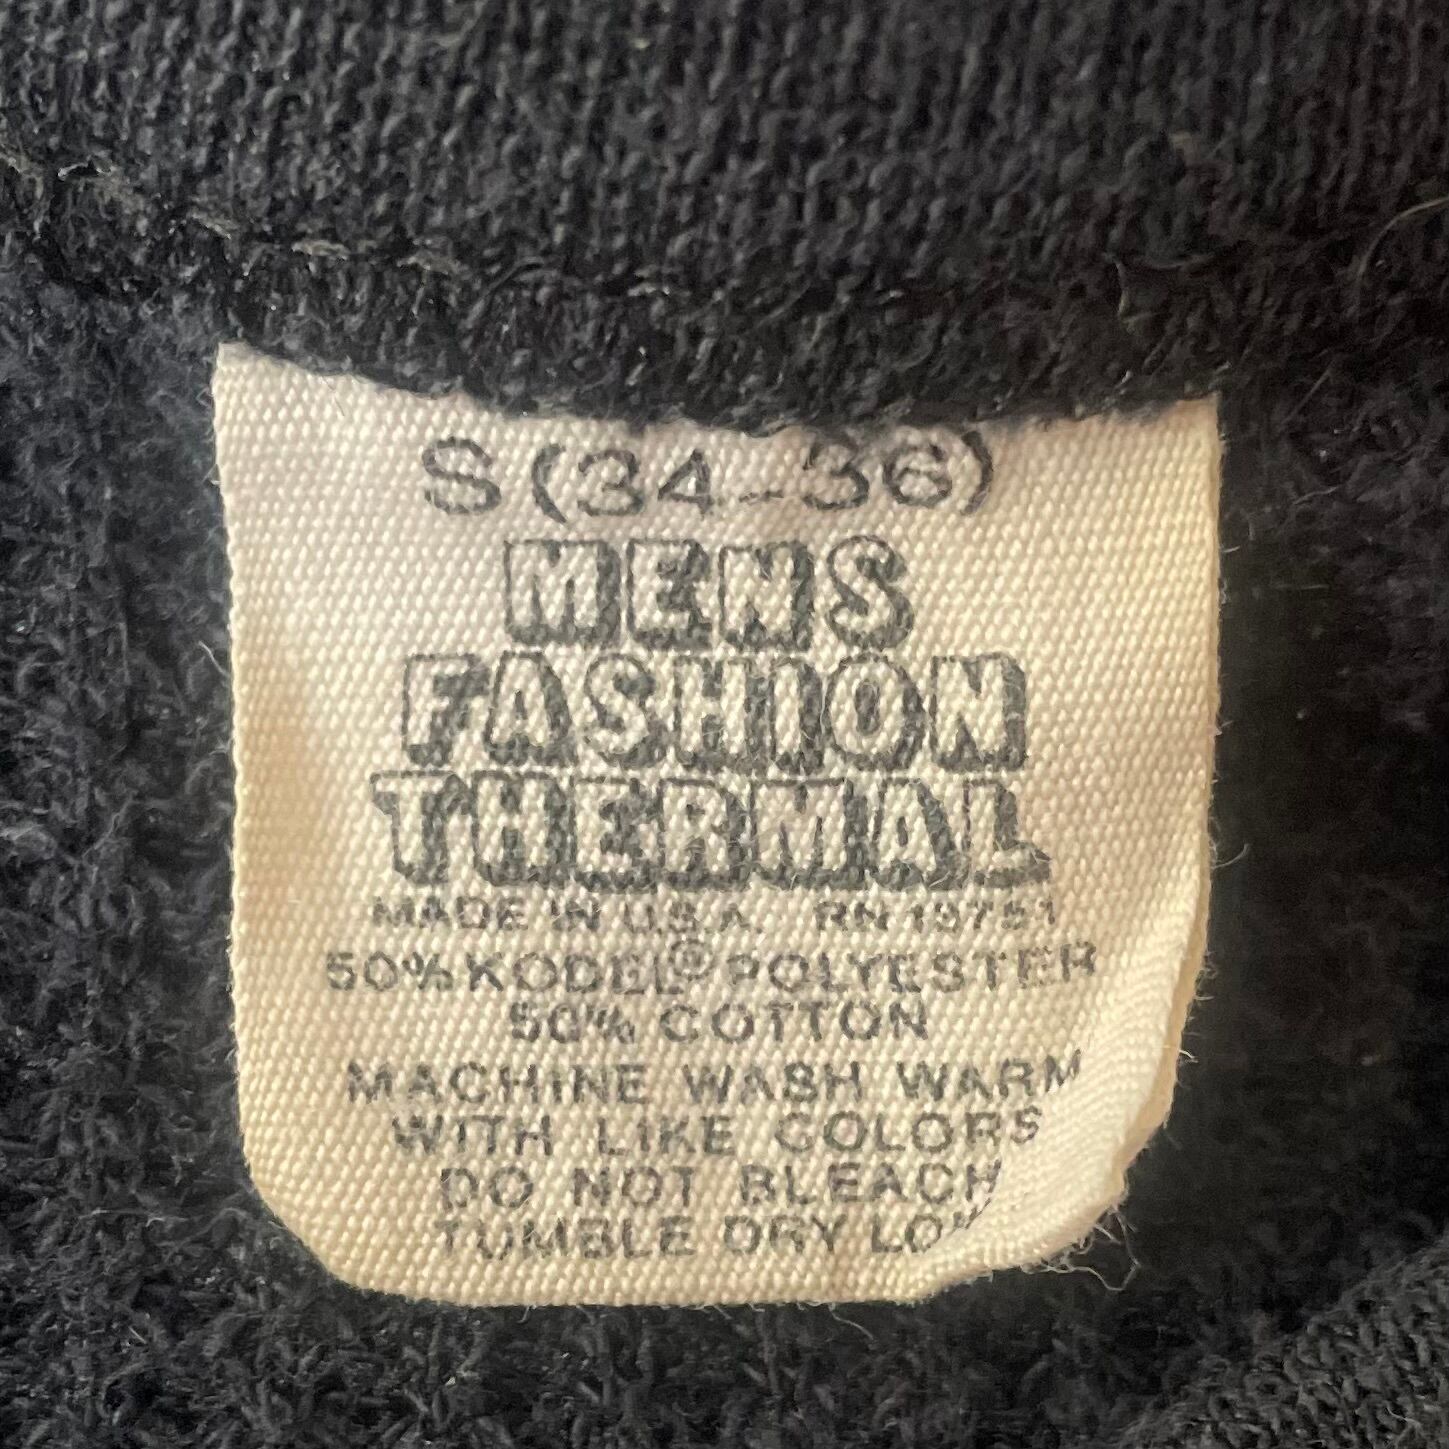 S (34-36)
MENS
FASHION
THERMAL
MADE IN U.S.A. RN 19751
50% KODEL® POLYESTER
50% COTTON
MACHINE WASH WARM
WITH LIKE COLORS
DO NOT BLEACH
TUMBLE DRY LOW